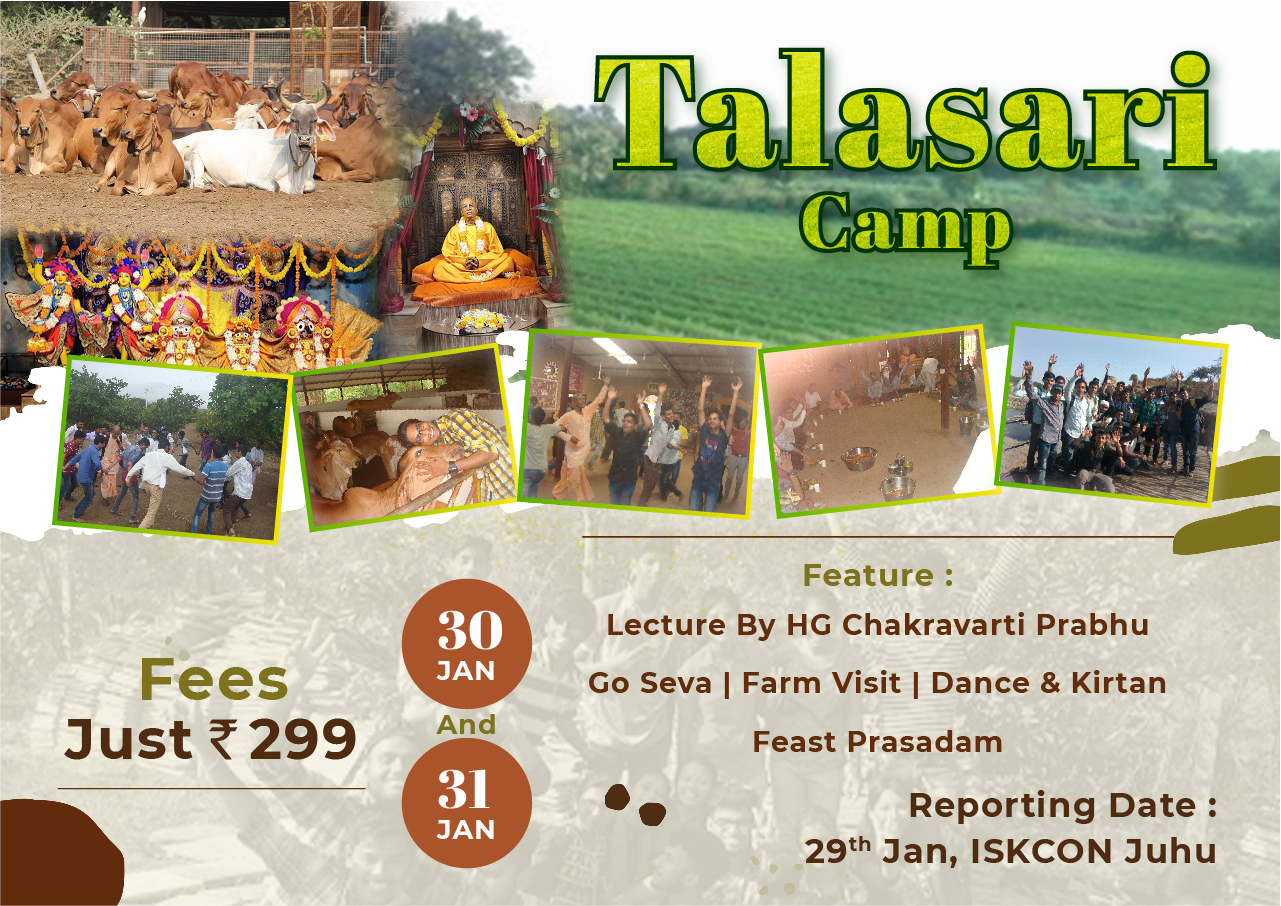 Talasari
Camp
Feature :
Lecture By HG Chakravarti Prabhu
Go Seva | Farm Visit | Dance & Kirtan
Feast Prasadam
Fees
Just ₹ 299
30
JAN
And
31
JAN
Reporting Date :
29th Jan, ISKCON Juhu